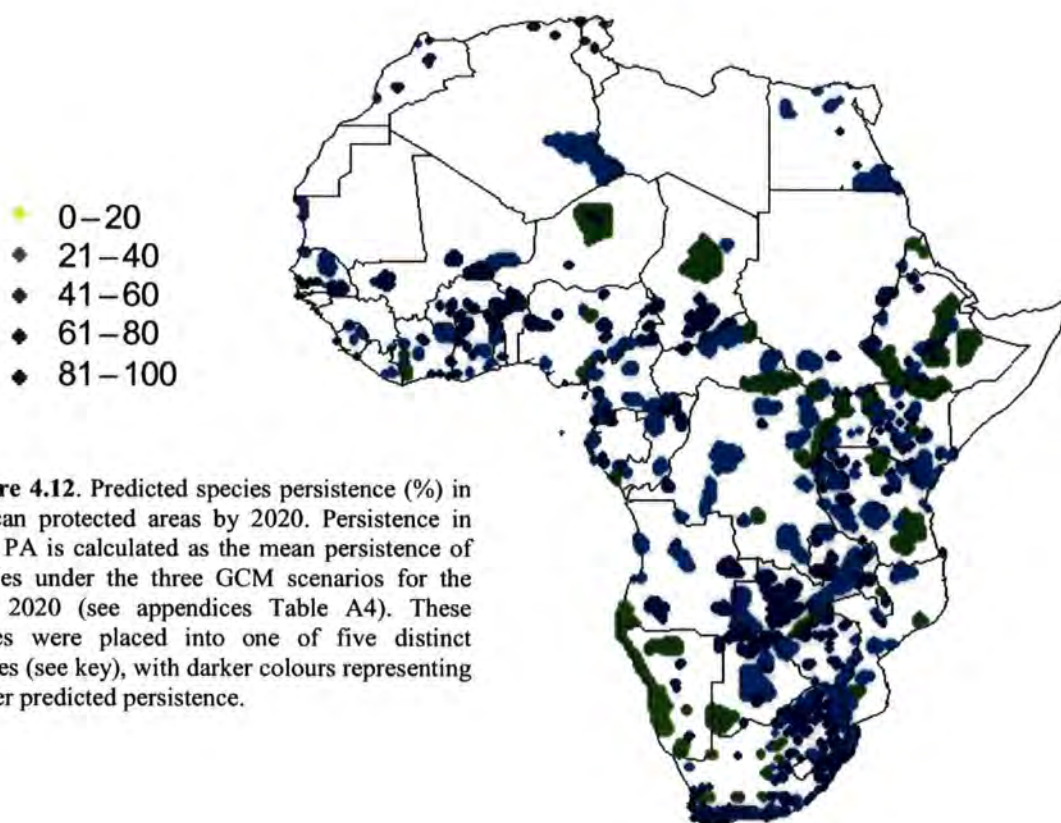 0–20
21–40
41–60
61–80
81–100
re 4.12. Predicted species persistence (%) in
can protected areas by 2020. Persistence in
PA is calculated as the mean persistence of
es under the three GCM scenarios for the
2020 (see appendices Table A4). These
es were placed into one of five distinct
es (see key), with darker colours representing
er predicted persistence.